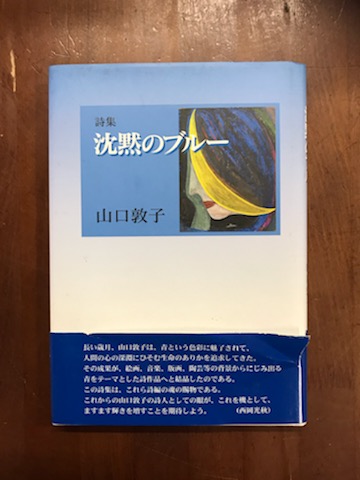 詩集
沈黙のブルー
山口敦子
長い歳月、山口敦子は、青という色彩に魅了されて、
人間の心の深淵にひそむ生命のありかを追求してきた。
その成果が、絵画、音楽、版画、陶芸等の背景からにじみ出る
青をテーマとした詩作品へと結晶したのである。
この詩集は、これら詩編の魂の賜物である。
これからの山口敦子の詩人としての眼が、これを機として、
ますます輝きを増すことを期待しよう。 (西岡光秋)